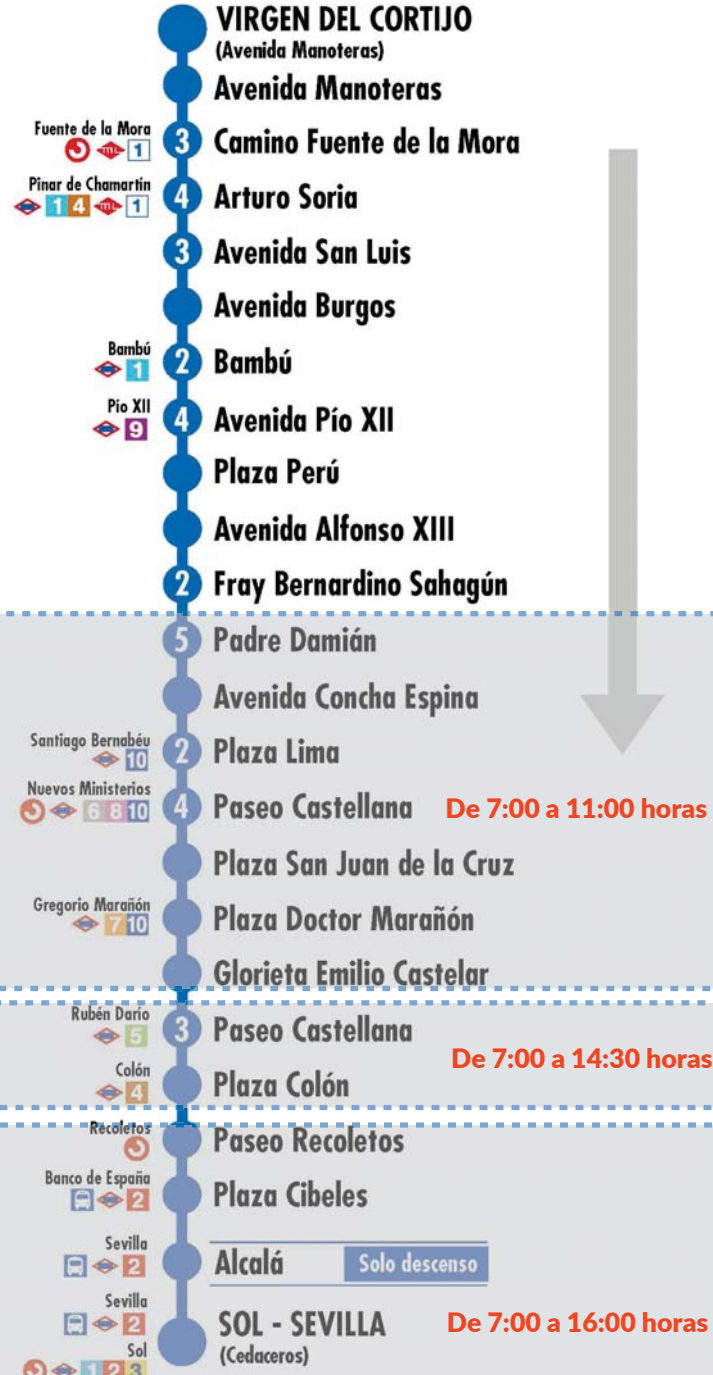 VIRGEN DEL CORTIJO
(Avenida Manoteras)
Avenida Manoteras
Fuente de la Mora
mL 1
3 Camino Fuente de la Mora
Pinar de Chamartín
1 4 mL 1
4 Arturo Soria
3 Avenida San Luis
Avenida Burgos
Bambú
1
2 Bambú
Pio XII
9
4 Avenida Pío XII
Plaza Perú
Avenida Alfonso XIII
2 Fray Bernardino Sahagún
5 Padre Damián
Avenida Concha Espina
Santiago Bernabéu
10
2 Plaza Lima
Nuevos Ministerios
6 8 10
4 Paseo Castellana
De 7:00 a 11:00 horas
Plaza San Juan de la Cruz
Gregorio Marañón
7 10
Plaza Doctor Marañón
Glorieta Emilio Castelar
Rubén Darío
5
3 Paseo Castellana
De 7:00 a 14:30 horas
Colón
4
Plaza Colón
Recoletos
Paseo Recoletos
Banco de España
2
Plaza Cibeles
Sevilla
2
Alcalá
Solo descenso
Sevilla
2
SOL - SEVILLA
(Cedaceros)
De 7:00 a 16:00 horas
Sol
1 2 3